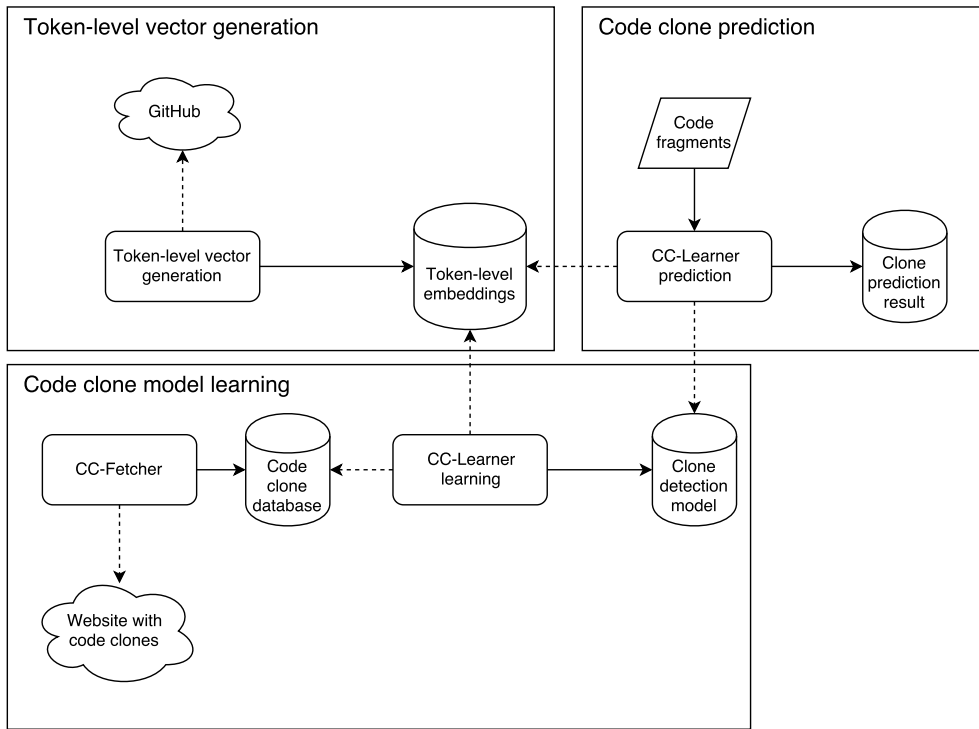 Token-level vector generation
GitHub
Token-level vector
generation
Token-level
embeddings
Code clone prediction
Code
fragments
CC-Learner
prediction
Clone
prediction
result
Code clone model learning
CC-Fetcher
Code
clone
database
CC-Learner
learning
Clone
detection
model
Website with
code clones